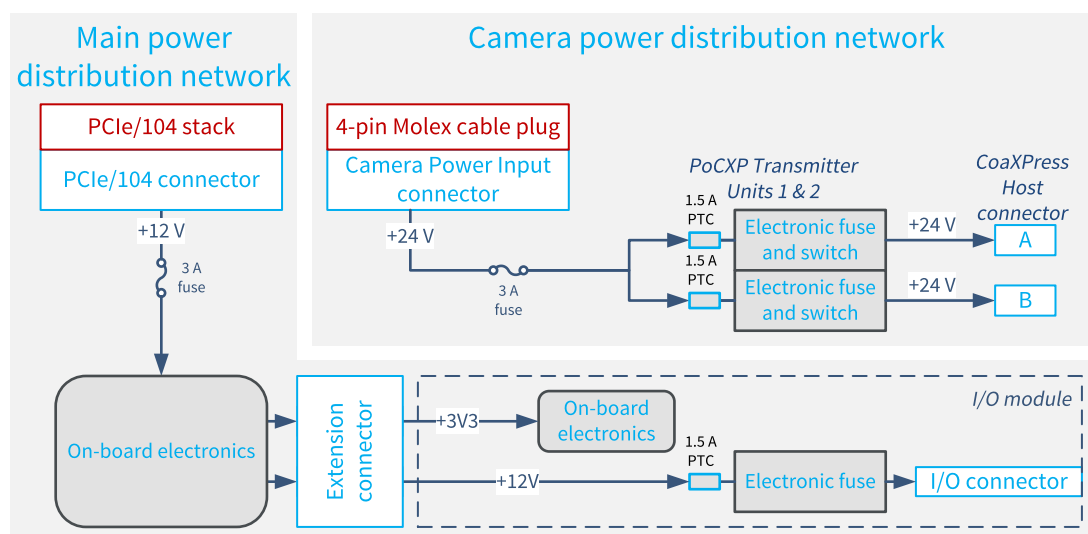 Main power
distribution network
PCIe/104 stack
PCIe/104 connector
+12 V
3 A
fuse
Camera power distribution network
4-pin Molex cable plug
Camera Power Input
connector
+24 V
3 A
fuse
PoCXP Transmitter
Units 1 & 2
1.5 A
PTC
Electronic fuse
and switch
1.5 A
PTC
Electronic fuse
and switch
CoaXPress
Host
connector
+24 V
A
+24 V
B
On-board electronics
Extension
connector
I/O module
+3V3
On-board
electronics
+12V
1.5 A
PTC
Electronic fuse
I/O connector